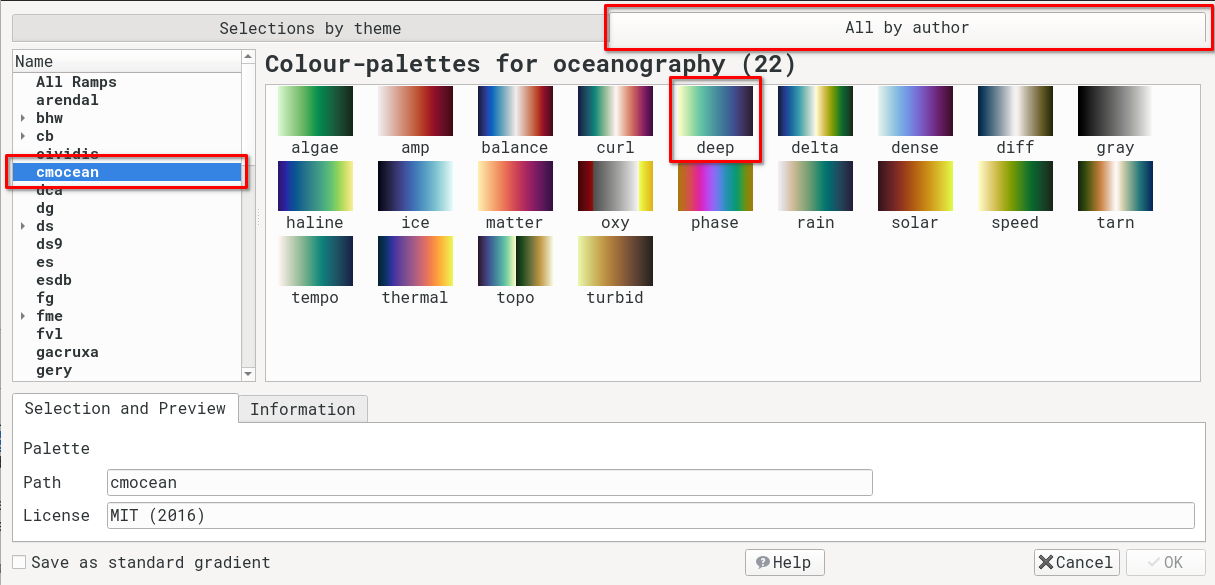 Selections by theme
All by author
Name
All Ramps
arendal
bhw
cb
cividis
cmocean
dca
dg
ds
ds9
es
esdb
fg
fme
fvl
gacruxa
gery
Colour-palettes for oceanography (22)
algae amp balance curl deep delta dense diff gray
haline ice matter oxy phase rain solar speed tarn
tempo thermal topo turbid
Selection and Preview
Information
Palette
Path cmocean
License MIT (2016)
Save as standard gradient
Help
Cancel
OK